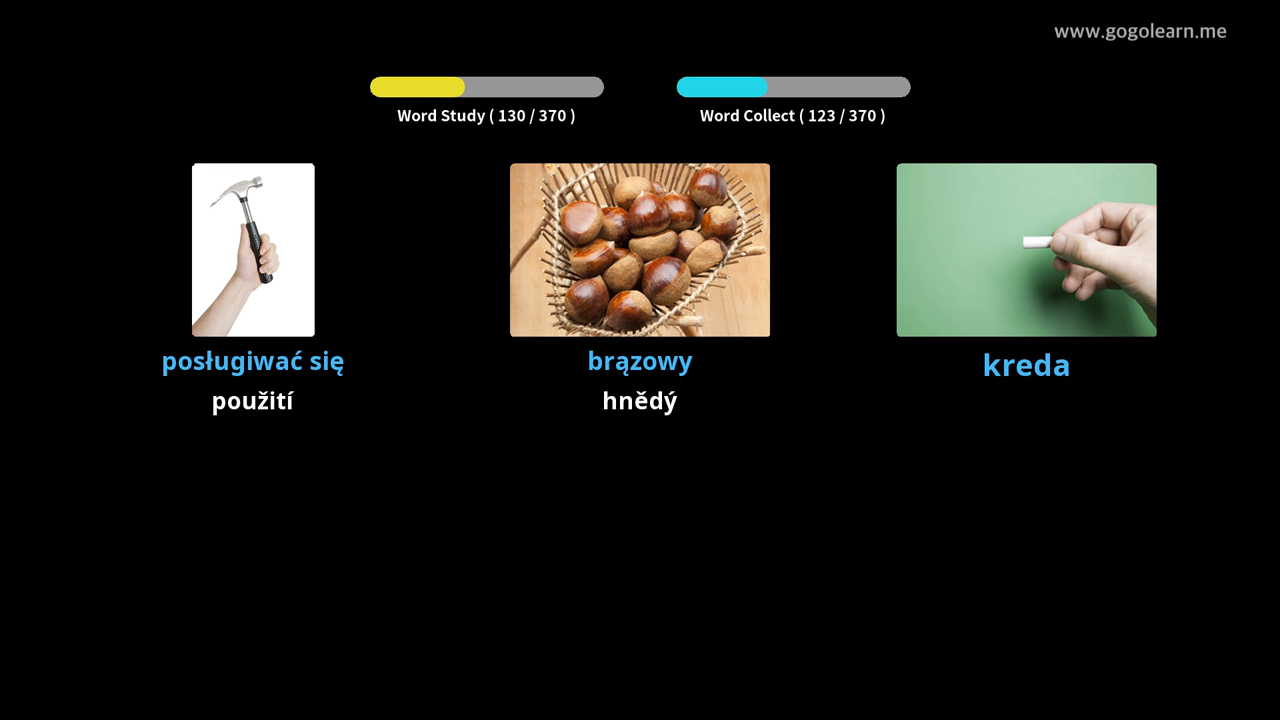 www.gogolearn.me
Word Study ( 130 / 370 )
Word Collect ( 123 / 370 )
posługiwać się
použití
brązowy
hnědý
kreda